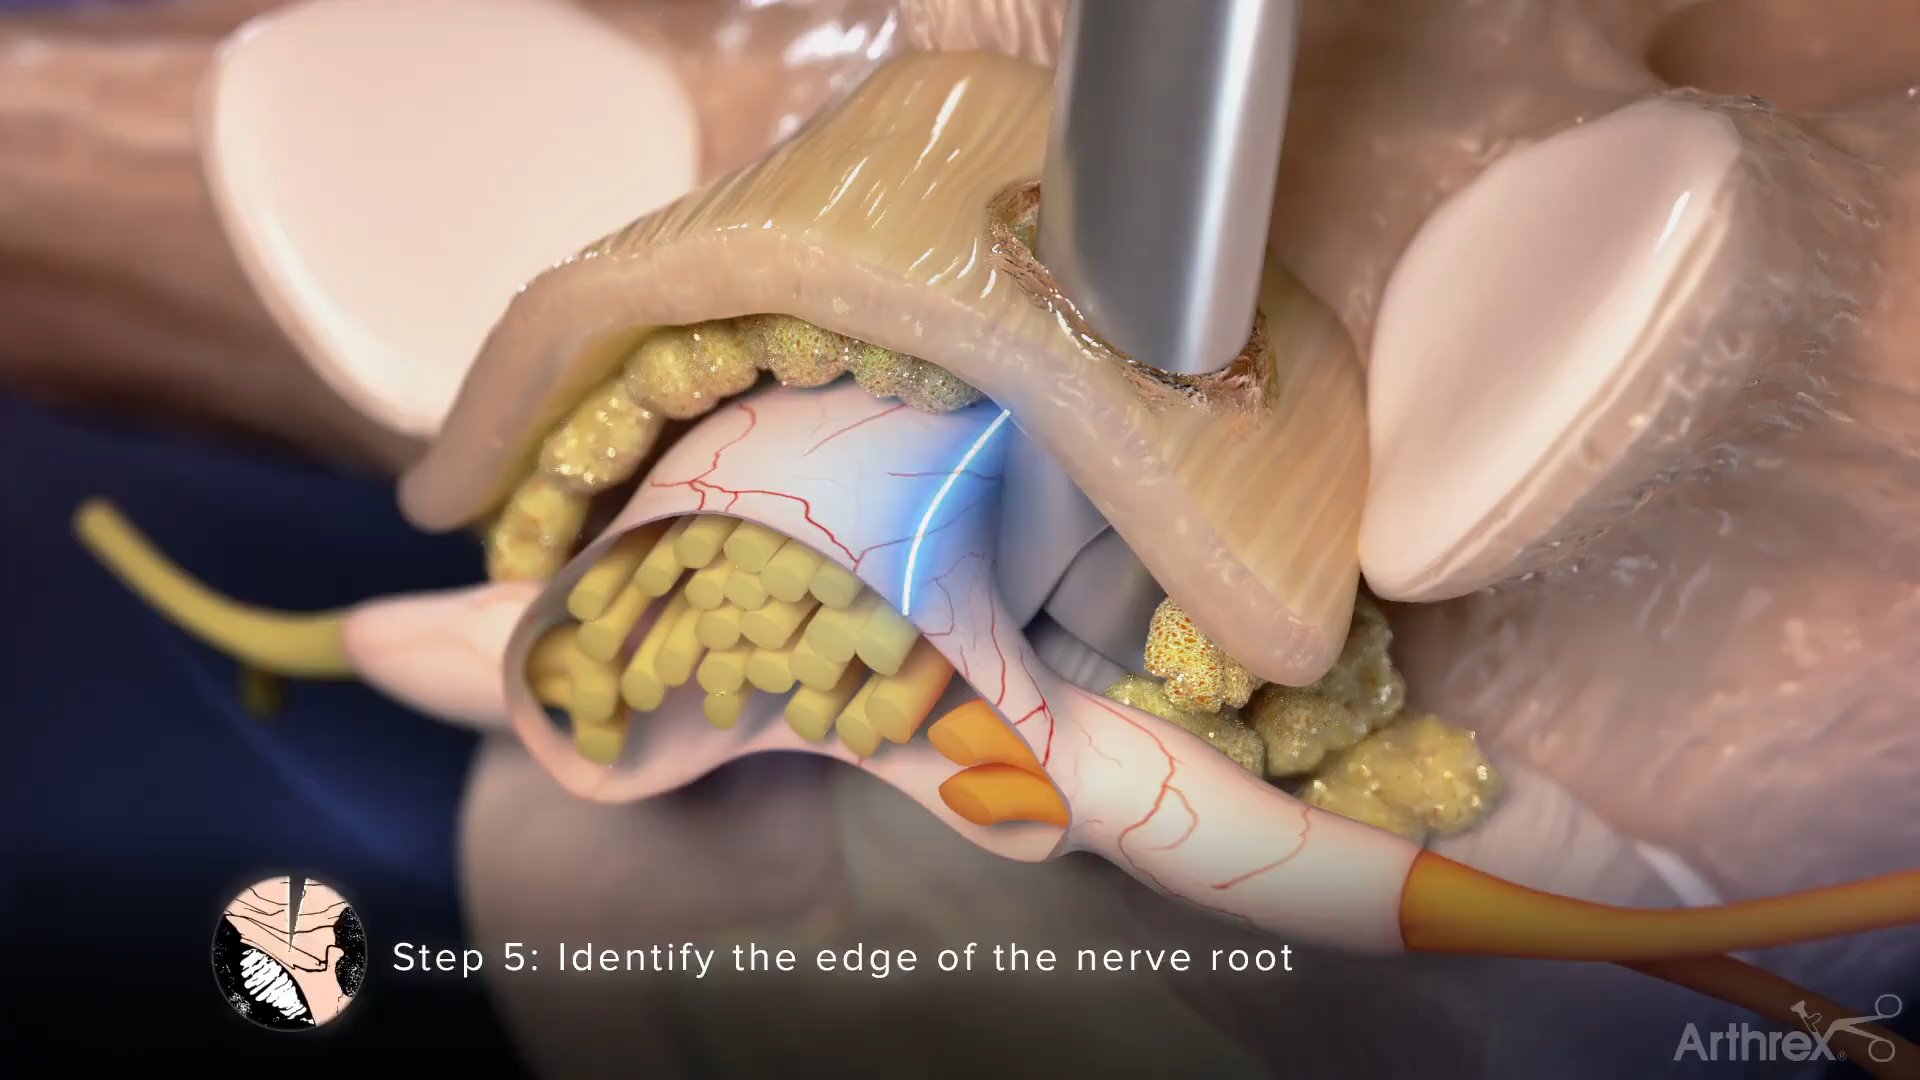 Step 5: Identify the edge of the nerve root
Arthrex®